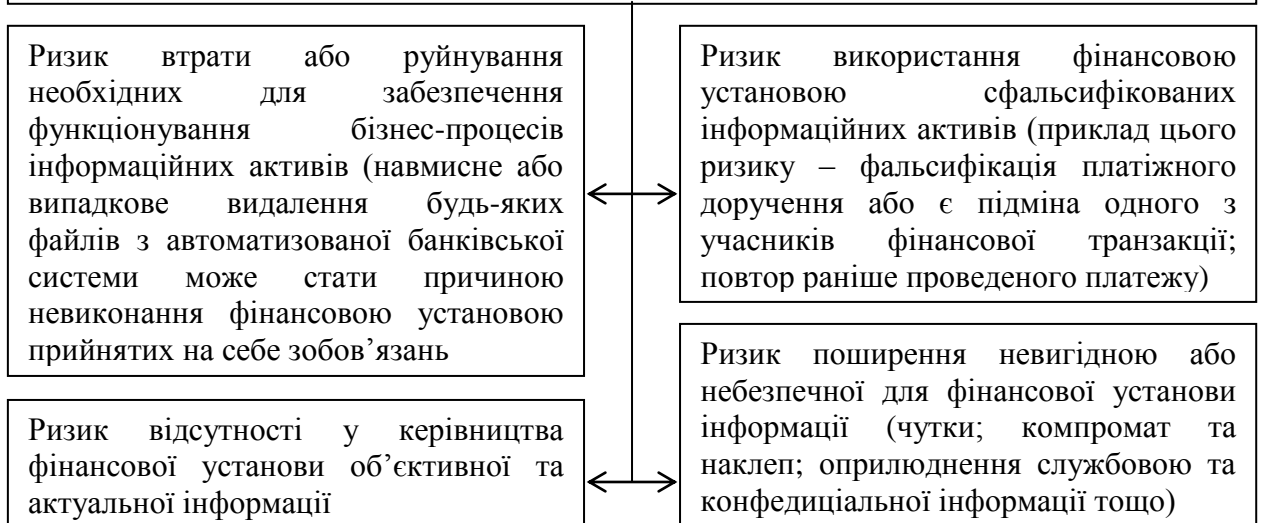 Ризик втрати або руйнування
необхідних для забезпечення
функціонування бізнес-процесів
інформаційних активів (навмисне або
випадкове видалення будь-яких
файлів з автоматизованої банківської
системи може стати причиною
невиконання фінансовою установою
прийнятих на себе зобов’язань
Ризик використання фінансовою
установою сфальсифікованих
інформаційних активів (приклад цього
ризику – фальсифікація платіжного
доручення або є підміна одного з
учасників фінансової транзакції;
повтор раніше проведеного платежу)
Ризик відсутності у керівництва
фінансової установи об’єктивної та
актуальної інформації
Ризик поширення невигідною або
небезпечної для фінансової установи
інформації (чутки; компромат та
наклеп; оприлюднення службовою та
конфедиціальної інформації тощо)